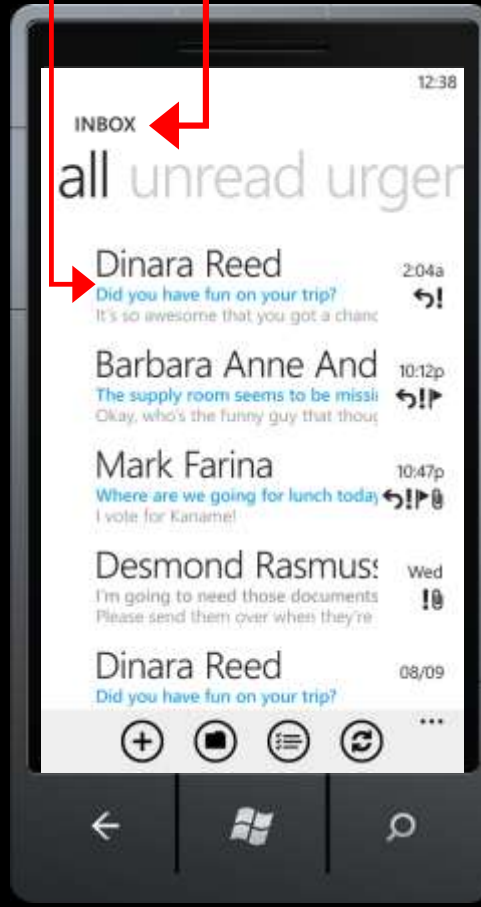 12:38
INBOX
all unread urger
Dinara Reed 2:04a
Did you have fun on your trip?
It's so awesome that you got a chanc
Barbara Anne And 10:12p
The supply room seems to be missi
Okay, who's the funny guy that thoug
Mark Farina 10:47p
Where are we going for lunch today
I vote for Kaname!
Desmond Rasmuss Wed
I'm going to need those documents
Please send them over when they're
Dinara Reed 08/09
Did you have fun on your trip?